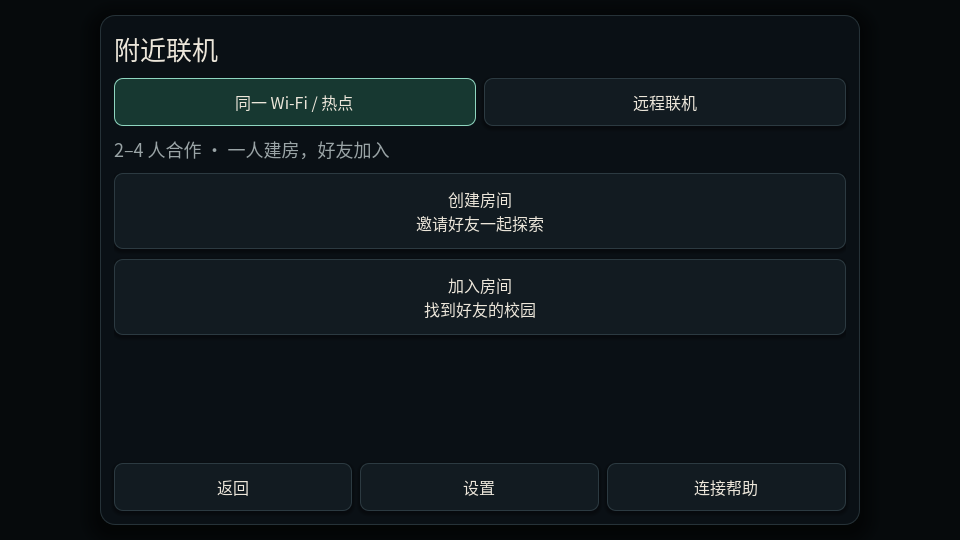 附近联机
同一 Wi-Fi / 热点
远程联机
2–4 人合作 · 一人建房，好友加入
创建房间
邀请好友一起探索
加入房间
找到好友的校园
返回
设置
连接帮助